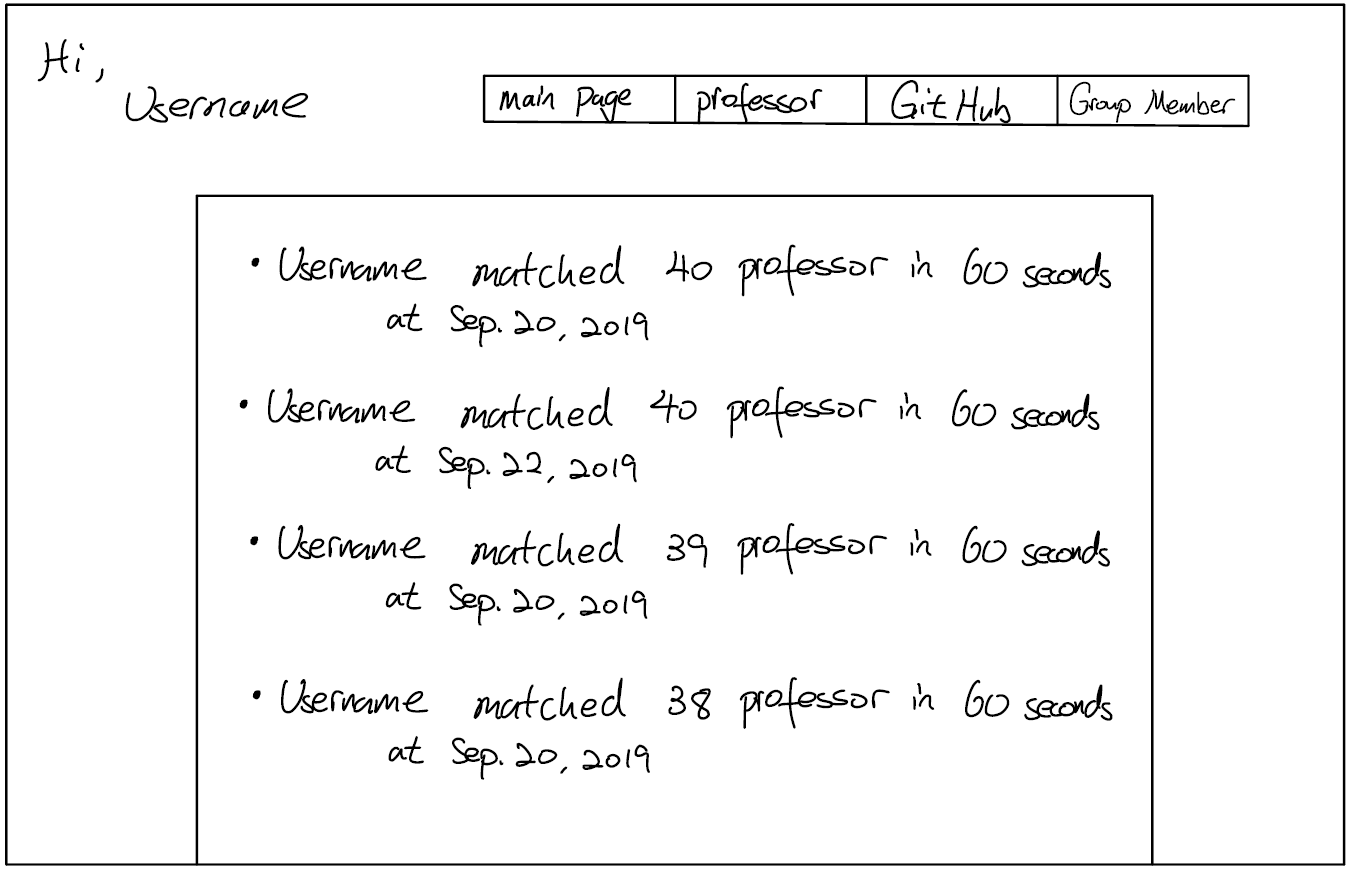 Hi,
Username
main page professor GitHub Group Member
• Username matched 40 professor in 60 seconds
at Sep. 20, 2019
• Username matched 40 professor in 60 seconds
at Sep. 22, 2019
• Username matched 39 professor in 60 seconds
at Sep. 20, 2019
• Username matched 38 professor in 60 seconds
at Sep. 20, 2019